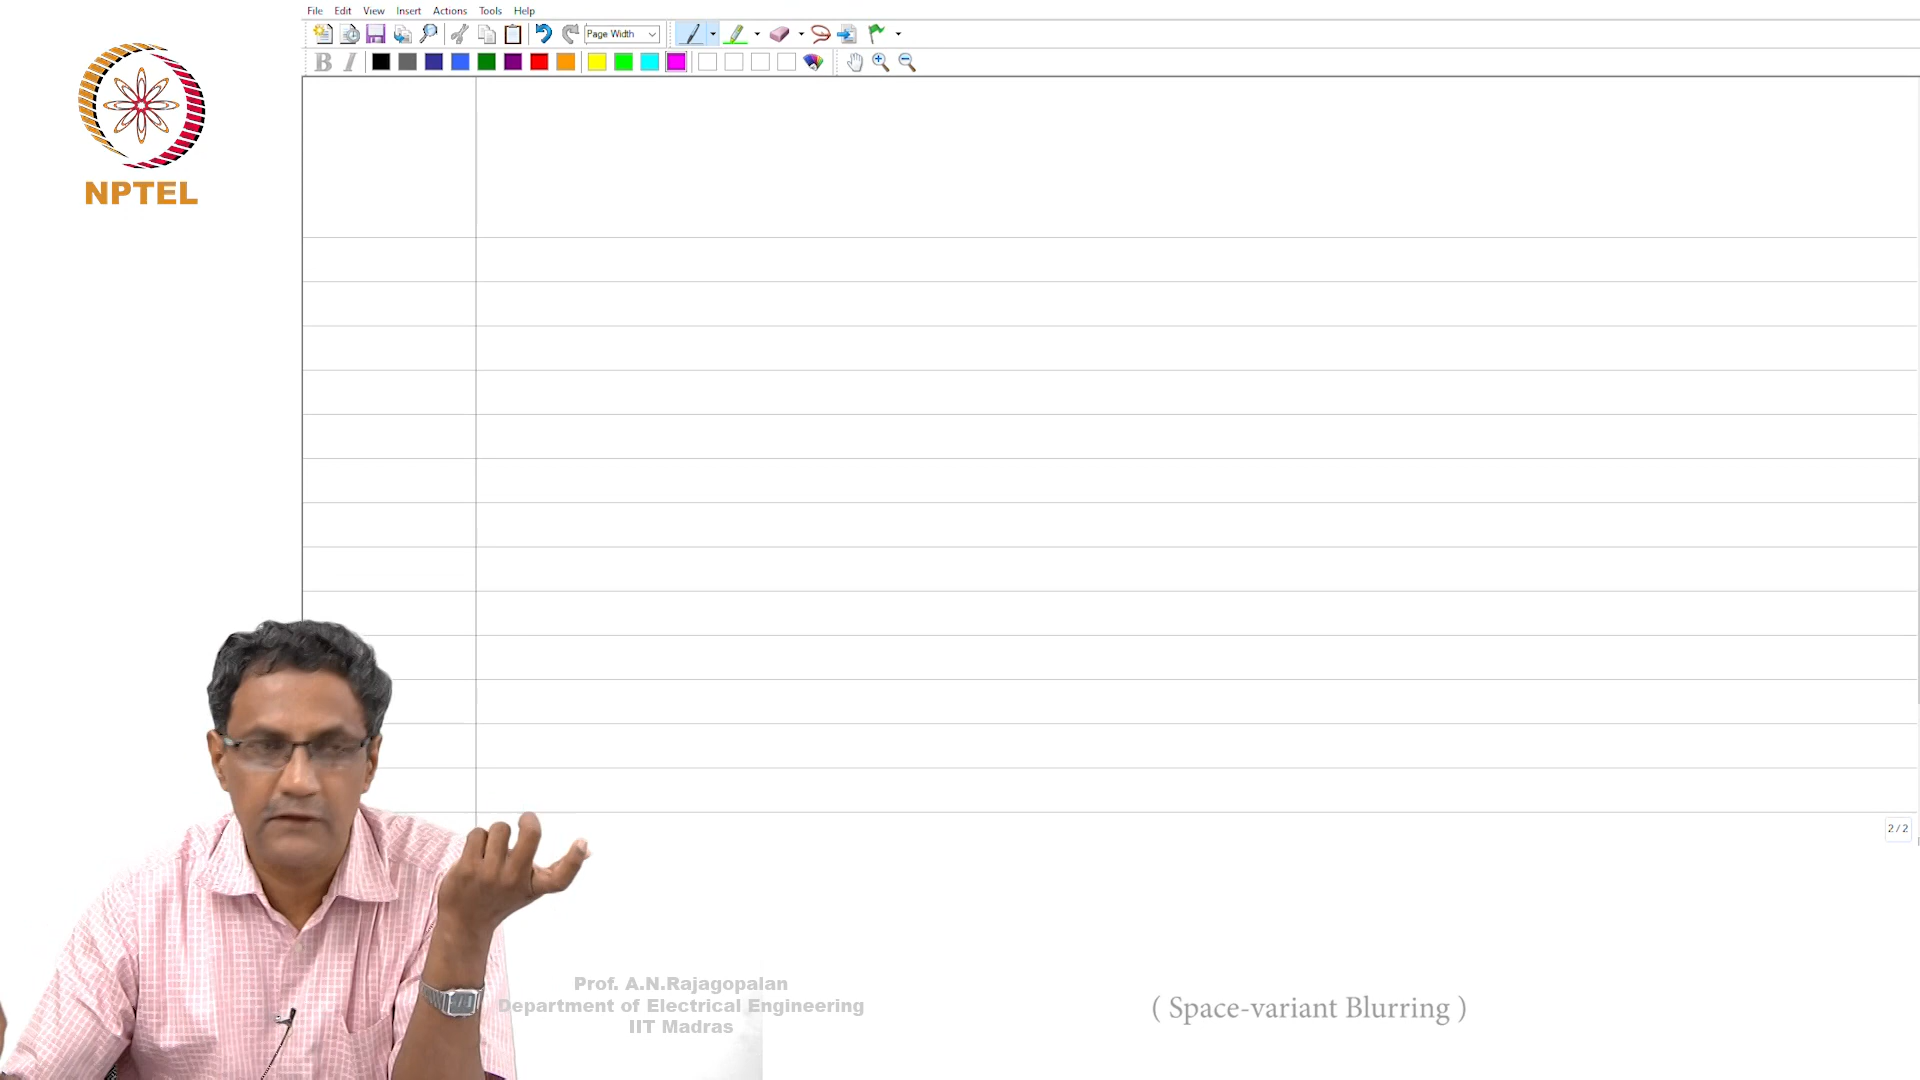 File Edit View Insert Actions Tools Help
Page Width
B I
NPTEL
2 / 2
Prof. A.N.Rajagopalan
Department of Electrical Engineering
IIT Madras
( Space-variant Blurring )